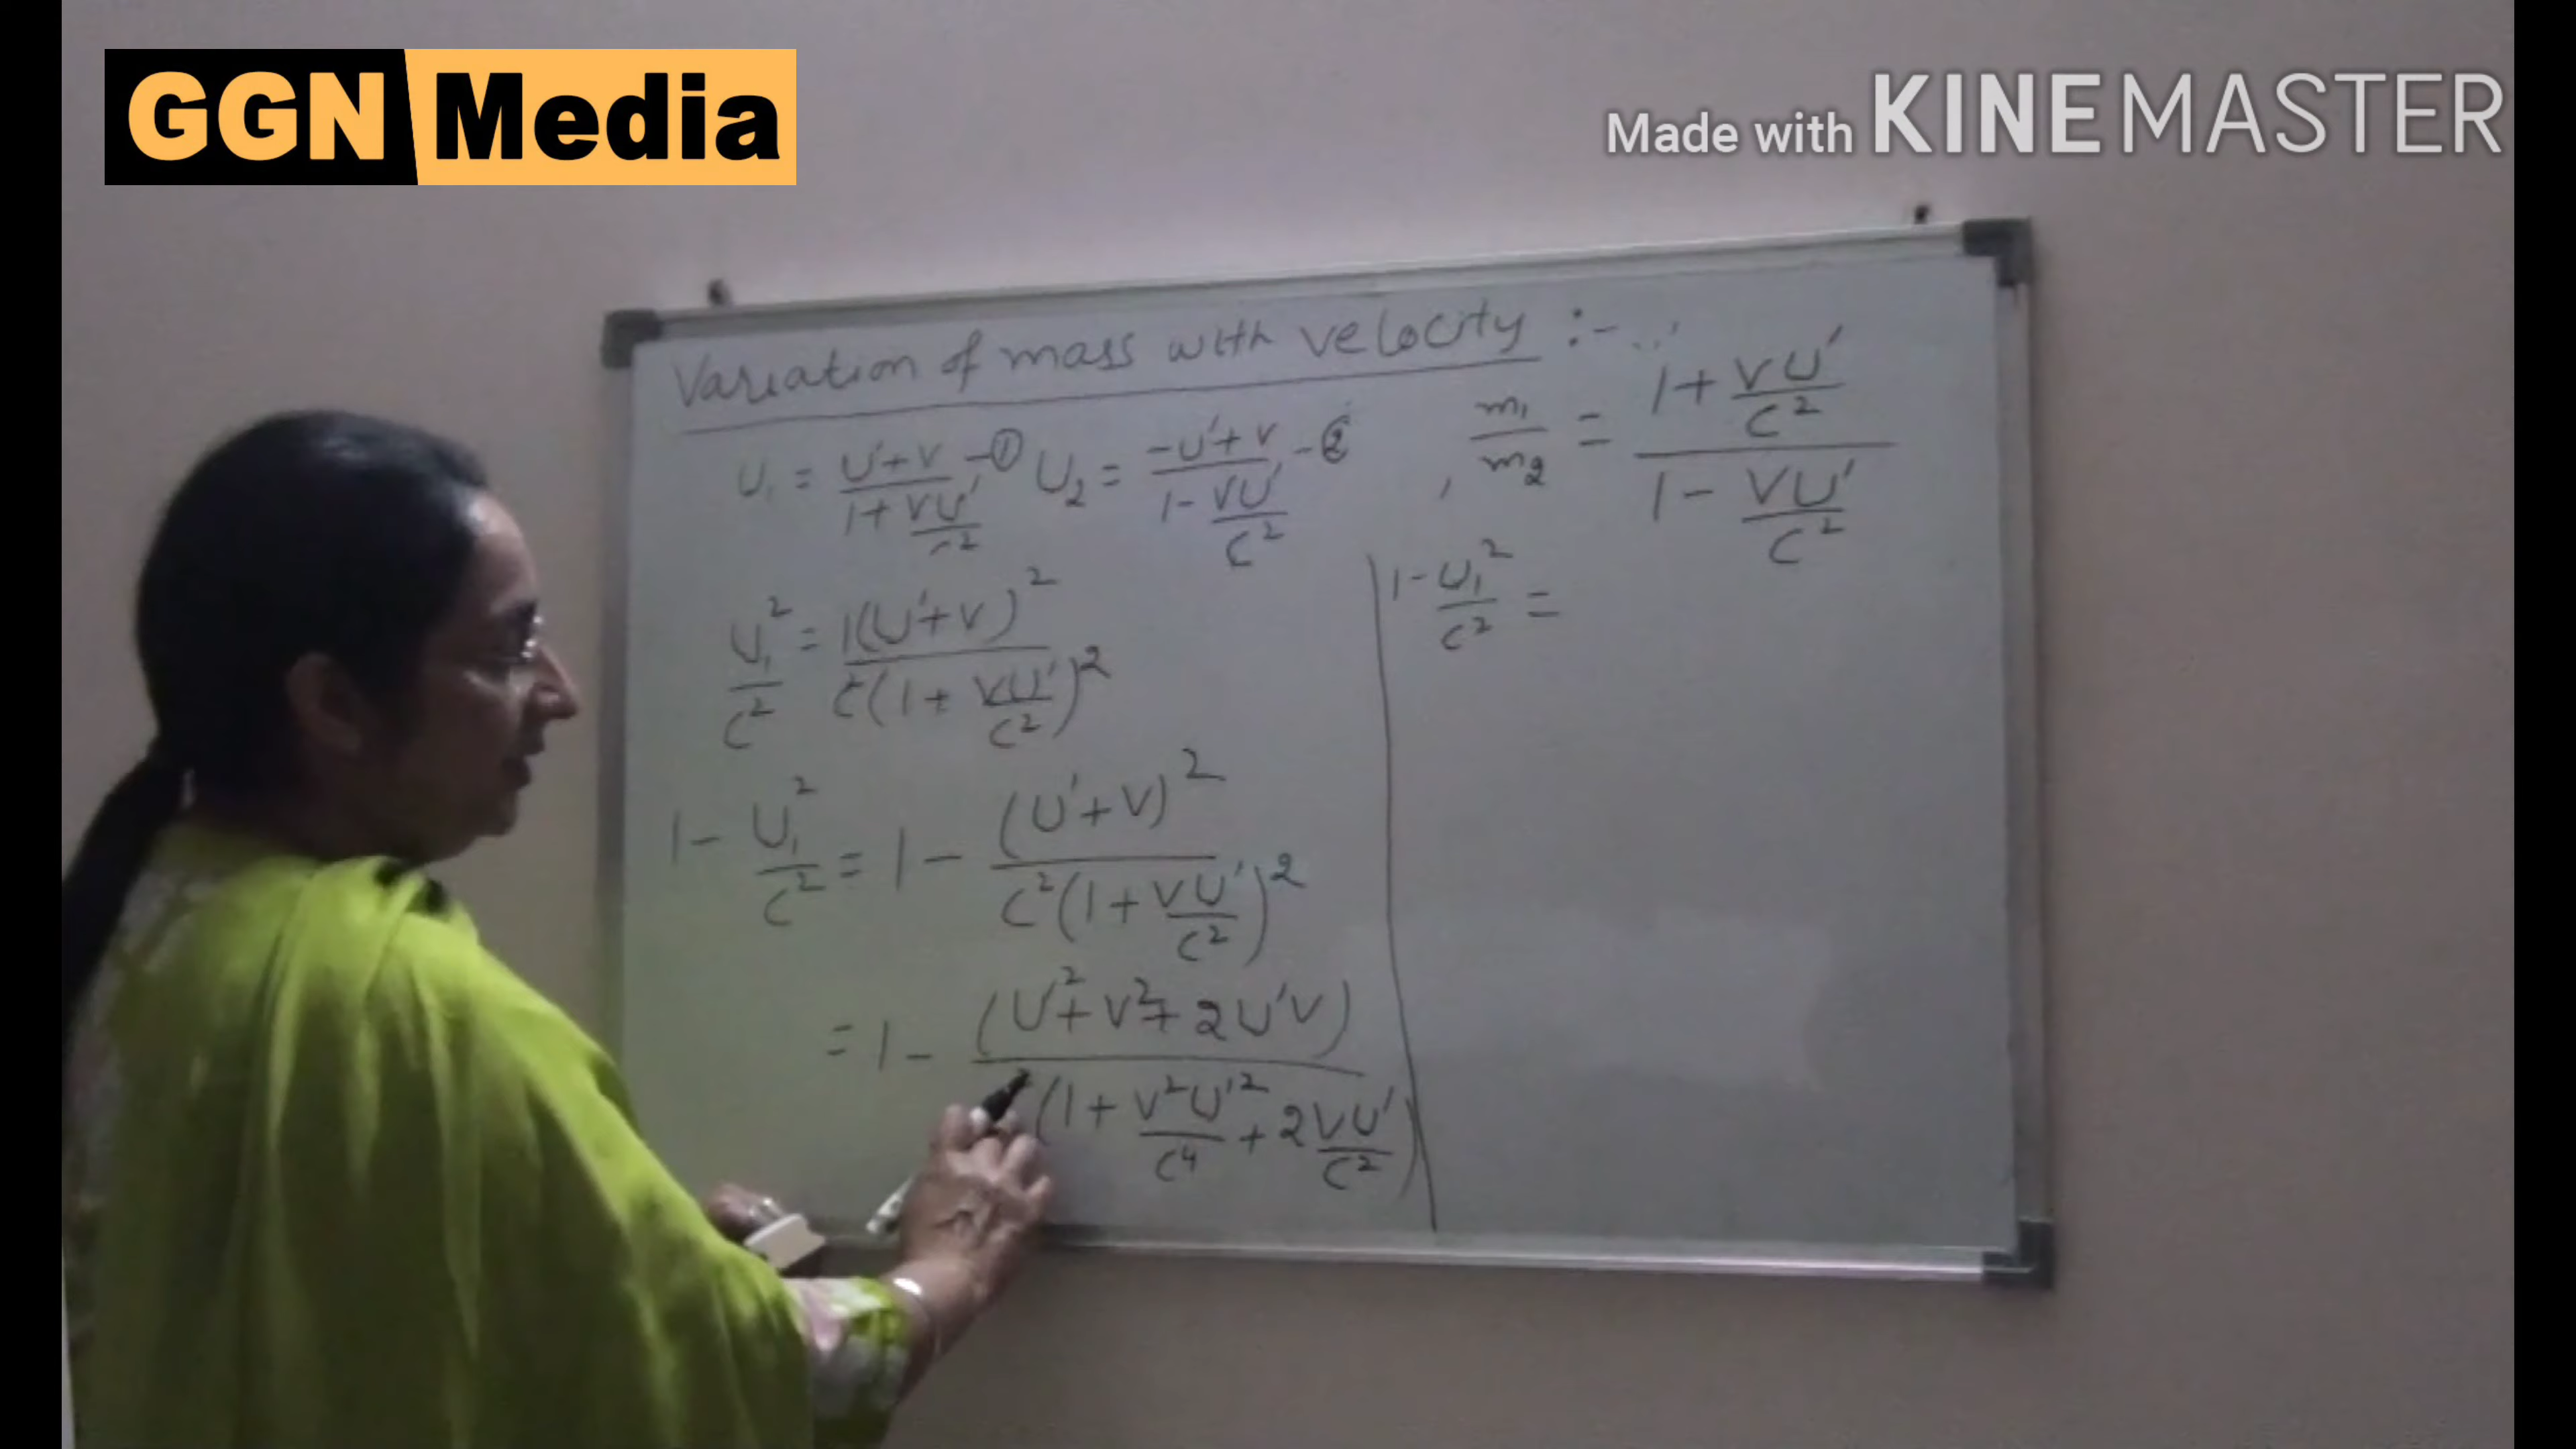 GGN Media
Made with KINEMASTER
Variation of mass with velocity :-
U₁ = (U'+V)/(1+VU'/c²) -① U₂ = (-U'+V)/(1-VU'/c²) -②
, m₁/m₂ = (1+VU'/c²)/(1-VU'/c²)
U₁²/c² = 1(U'+V)²/c²(1+VU'/c²)²
1-U₁²/c² = 1-(U'+V)²/c²(1+VU'/c²)²
= 1-(U²+V²+2U'V)/(1+V²U'²/c⁴+2VU'/c²)
1-U₁²/c² =